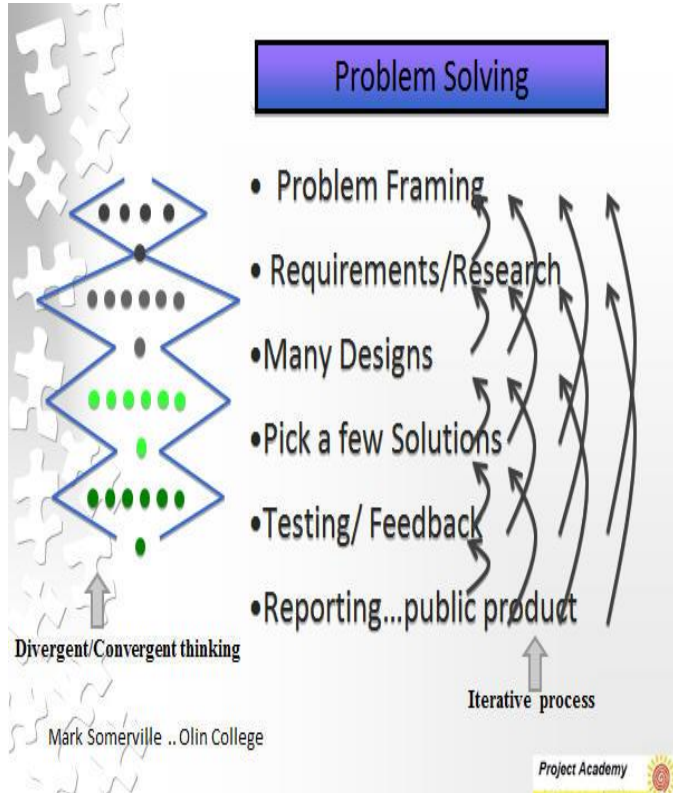 Problem Solving
• Problem Framing
• Requirements/Research
•Many Designs
•Pick a few Solutions
•Testing/ Feedback
•Reporting...public product
Divergent/Convergent thinking
Iterative process
Mark Somerville .. Olin College
Project Academy